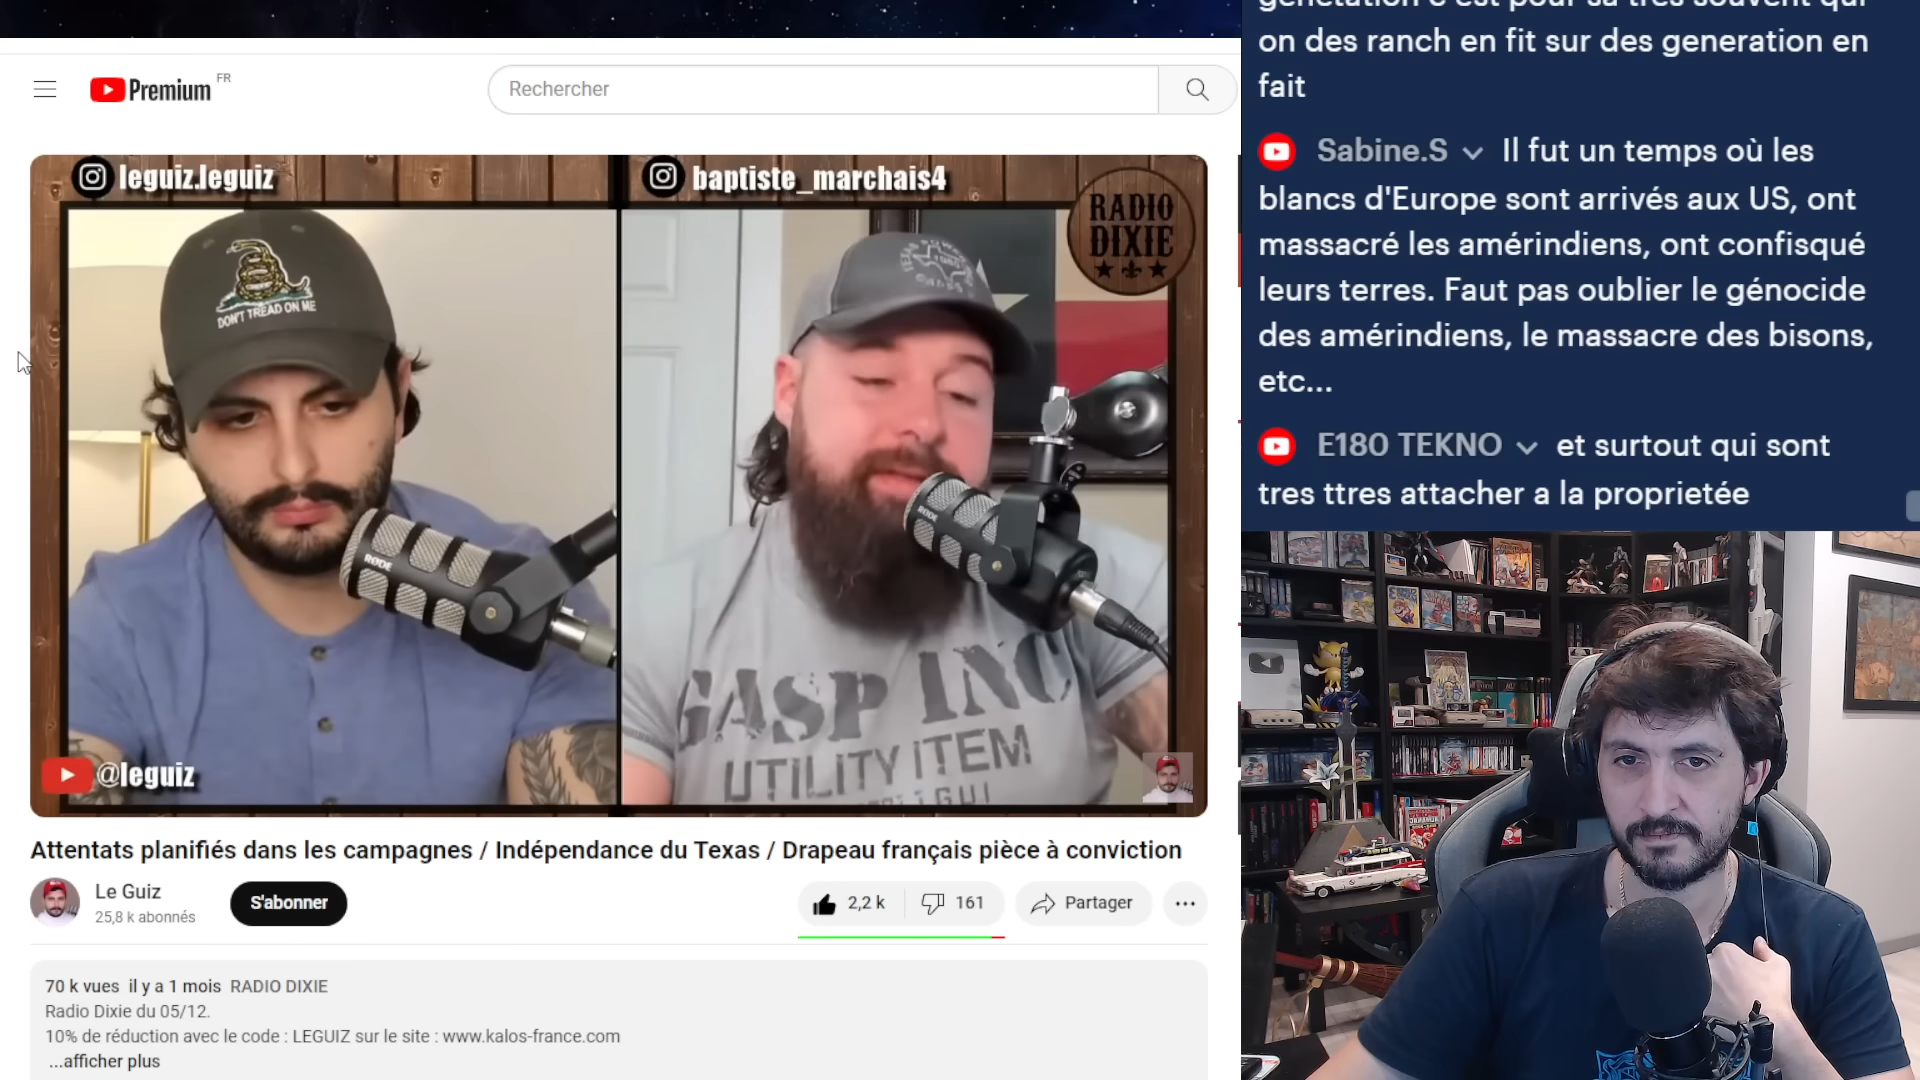 Premium FR
Rechercher
leguiz.leguiz
baptiste_marchais4
RADIO
DIXIE
DON'T TREAD ON ME
RØDE
RØDE
GASP INC
UTILITY ITEM
@leguiz
Attentats planifiés dans les campagnes / Indépendance du Texas / Drapeau français pièce à conviction
Le Guiz
25,8 k abonnés
S'abonner
2,2 k
161
Partager
70 k vues il y a 1 mois RADIO DIXIE
Radio Dixie du 05/12.
10% de réduction avec le code : LEGUIZ sur le site : www.kalos-france.com
...afficher plus
on des ranch en fit sur des generation en
fait
Sabine.S Il fut un temps où les
blancs d'Europe sont arrivés aux US, ont
massacré les amérindiens, ont confisqué
leurs terres. Faut pas oublier le génocide
des amérindiens, le massacre des bisons,
etc...
E180 TEKNO et surtout qui sont
tres ttres attacher a la proprietée